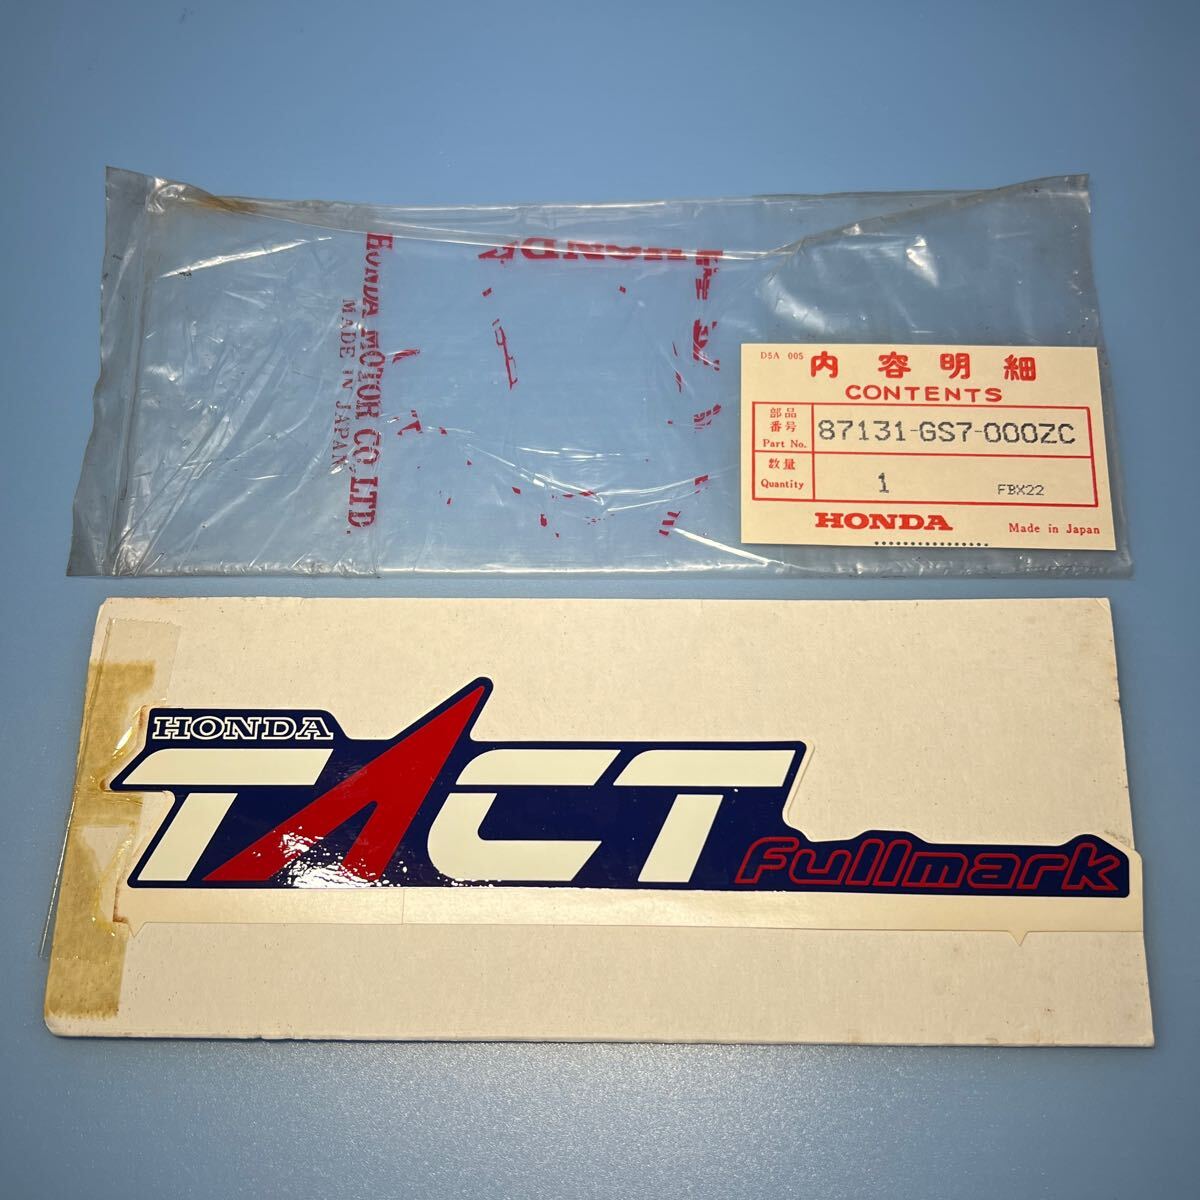 HONDA
HONDA MOTOR CO., LTD.
MADE IN JAPAN
D5A 005
内容明細
CONTENTS
部品
番号
Part No.
87131-GS7-000ZC
数量
Quantity
1
FBX22
HONDA
Made in Japan
HONDA
TACT
Fullmark